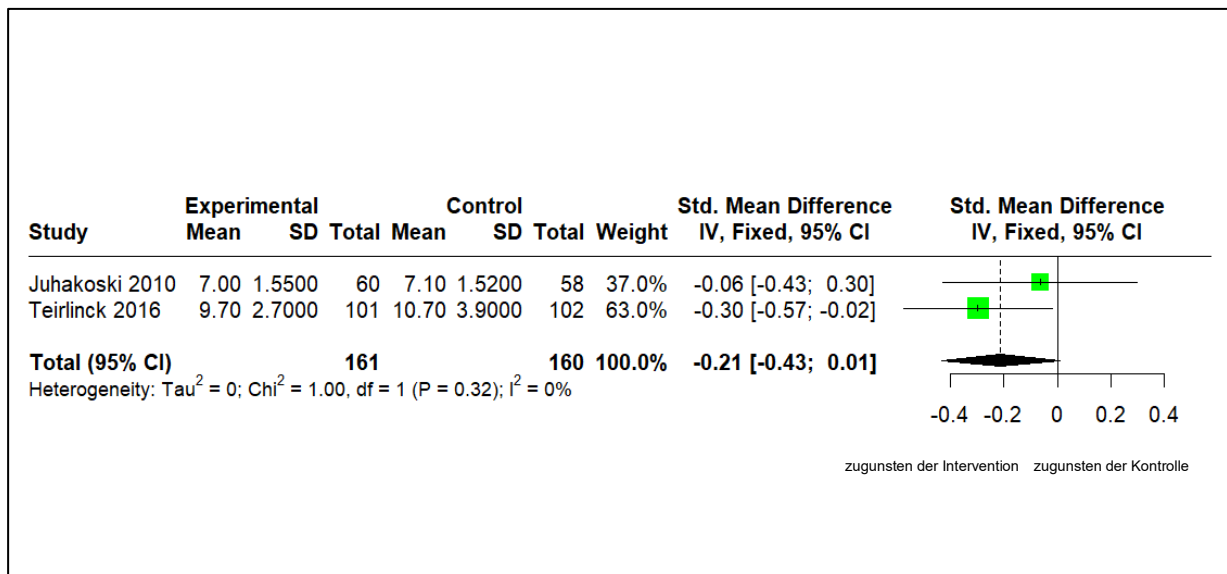 Experimental Control Std. Mean Difference Std. Mean Difference
Study Mean SD Total Mean SD Total Weight IV, Fixed, 95% CI IV, Fixed, 95% CI
Juhakoski 2010 7.00 1.5500 60 7.10 1.5200 58 37.0% -0.06 [-0.43; 0.30]
Teirlinck 2016 9.70 2.7000 101 10.70 3.9000 102 63.0% -0.30 [-0.57; -0.02]
Total (95% CI) 161 160 100.0% -0.21 [-0.43; 0.01]
Heterogeneity: Tau² = 0; Chi² = 1.00, df = 1 (P = 0.32); I² = 0%
-0.4 -0.2 0 0.2 0.4
zugunsten der Intervention zugunsten der Kontrolle